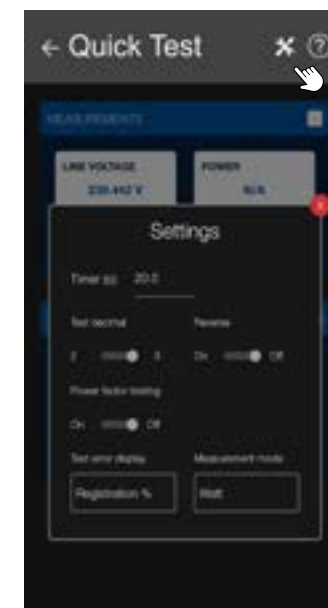 ← Quick Test
MEASUREMENTS
LINE VOLTAGE POWER
N/A
x
Settings
Timer (s) 20.0
Test decimal Reverse
2 3 On Off
Power factor testing
On Off
Test error display Measurement mode
Registration % Watt